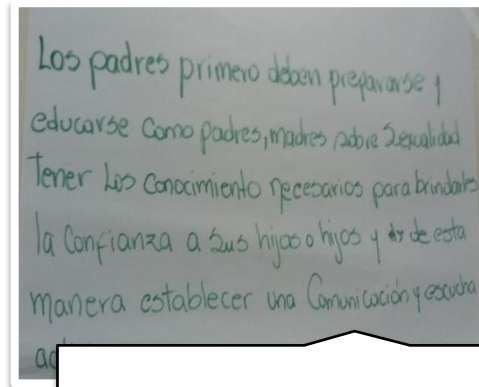 Los padres primero deben prepararse y
educarse como padres, madres sobre Sexualidad
Tener Los Conocimiento necesarios para brindarles
la Confianza a Sus hijas o hijos y de esta
manera establecer una Comunicación y escucha